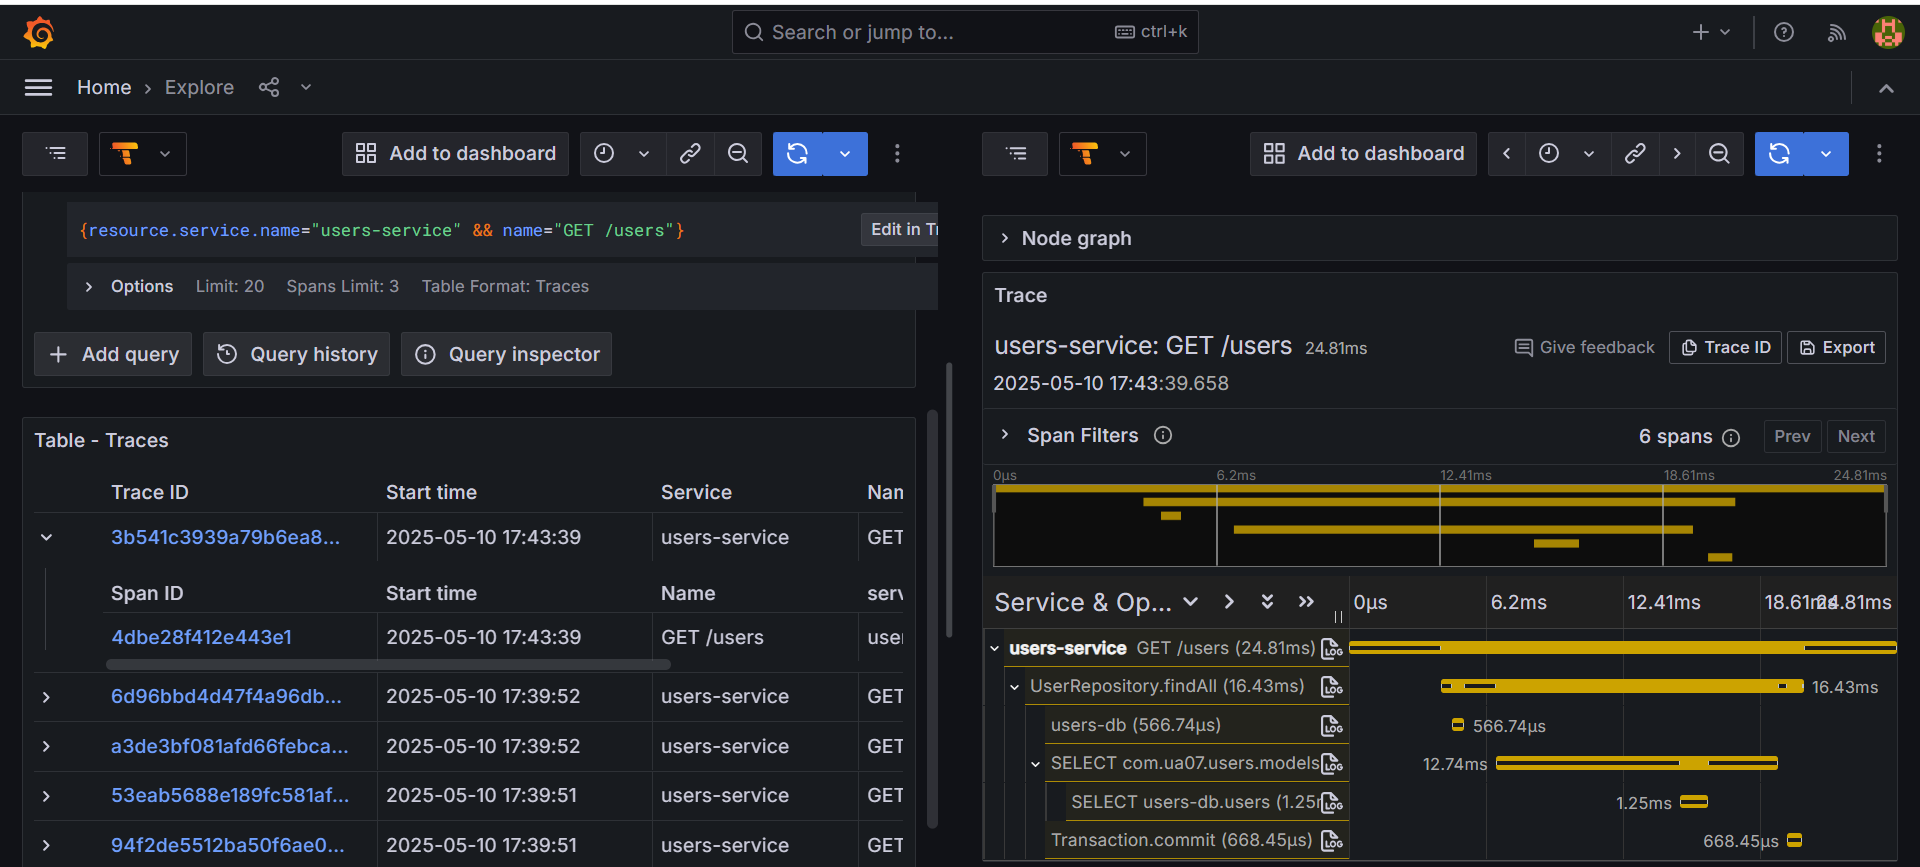 Search or jump to... ctrl+k
Home › Explore
Add to dashboard
{resource.service.name="users-service" && name="GET /users"}
Edit in Tr
Options Limit: 20 Spans Limit: 3 Table Format: Traces
Add query Query history Query inspector
Table - Traces
Trace ID Start time Service Nam
3b541c3939a79b6ea8... 2025-05-10 17:43:39 users-service GET
Span ID Start time Name serv
4dbe28f412e443e1 2025-05-10 17:43:39 GET /users user
6d96bbd4d47f4a96db... 2025-05-10 17:39:52 users-service GET
a3de3bf081afd66febca... 2025-05-10 17:39:52 users-service GET
53eab5688e189fc581af... 2025-05-10 17:39:51 users-service GET
94f2de5512ba50f6ae0... 2025-05-10 17:39:51 users-service GET
Add to dashboard
Node graph
Trace
users-service: GET /users 24.81ms
Give feedback Trace ID Export
2025-05-10 17:43:39.658
Span Filters 6 spans Prev Next
0μs 6.2ms 12.41ms 18.61ms 24.81ms
Service & Op... 0μs 6.2ms 12.41ms 18.61ms 24.81ms
users-service GET /users (24.81ms) LOG
UserRepository.findAll (16.43ms) LOG 16.43ms
users-db (566.74μs) LOG 566.74μs
SELECT com.ua07.users.models LOG 12.74ms
SELECT users-db.users (1.25m LOG 1.25ms
Transaction.commit (668.45μs) LOG 668.45μs